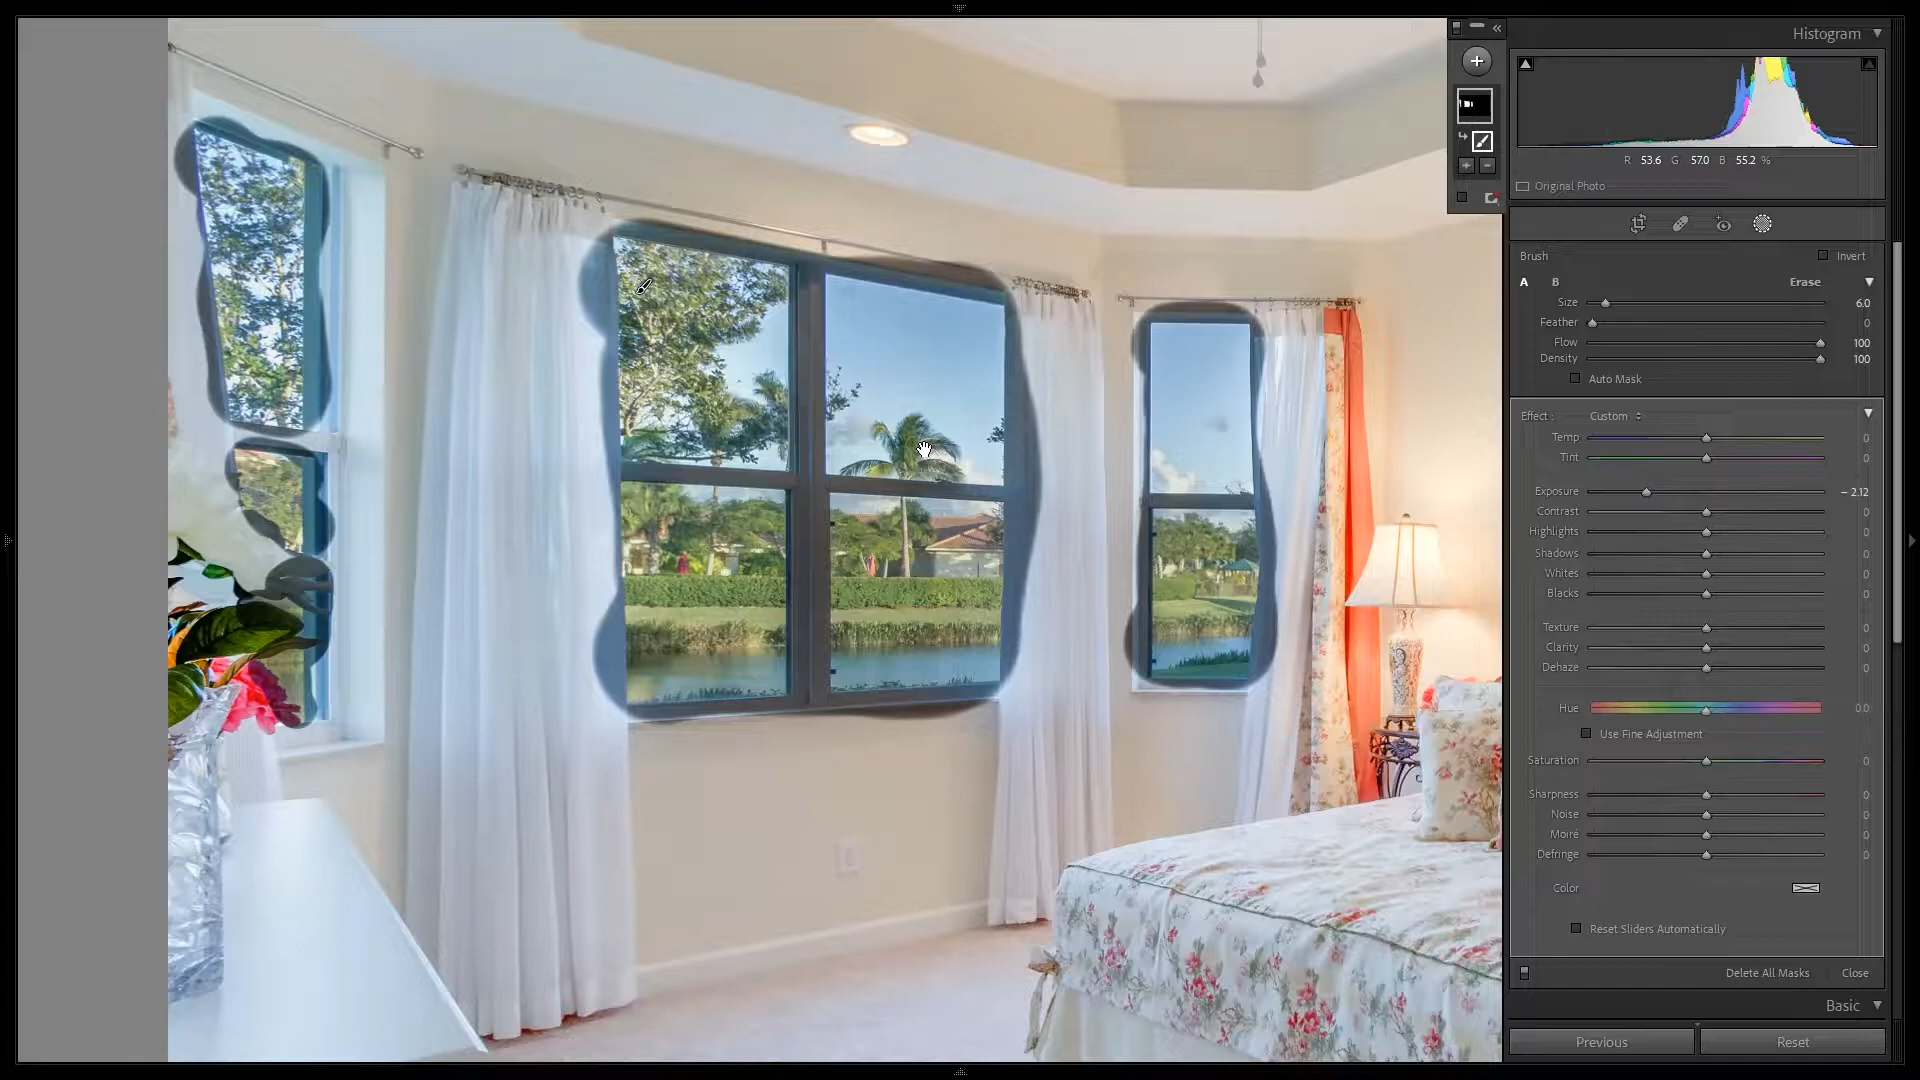 Histogram
R 53.6 G 57.0 B 55.2 %
Original Photo
Brush Invert
A B Erase
Size 6.0
Feather 0
Flow 100
Density 100
Auto Mask
Effect : Custom
Temp 0
Tint 0
Exposure – 2.12
Contrast 0
Highlights 0
Shadows 0
Whites 0
Blacks 0
Texture 0
Clarity 0
Dehaze 0
Hue 0.0
Use Fine Adjustment
Saturation 0
Sharpness 0
Noise 0
Moiré 0
Defringe 0
Color
Reset Sliders Automatically
Delete All Masks Close
Basic
Previous Reset